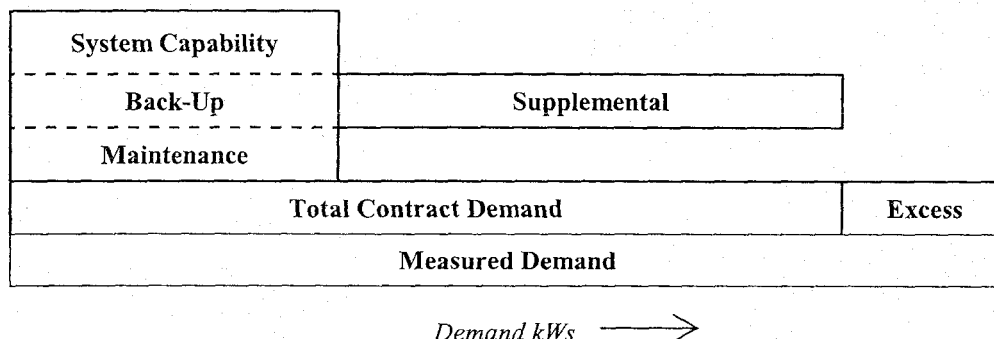 System Capability
Back-Up Supplemental
Maintenance
Total Contract Demand Excess
Measured Demand
Demand kWs